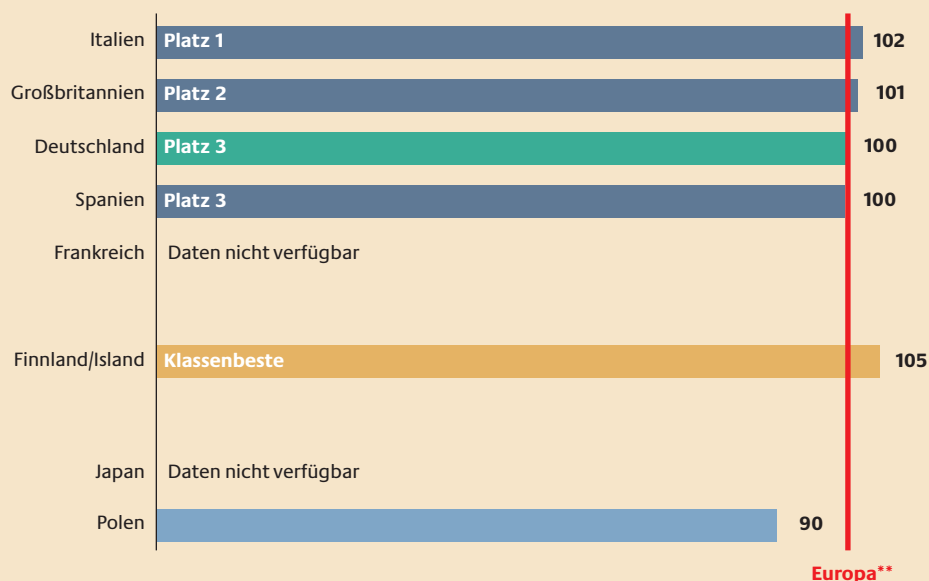 Italien Platz 1 102
Großbritannien Platz 2 101
Deutschland Platz 3 100
Spanien Platz 3 100
Frankreich Daten nicht verfügbar
Finnland/Island Klassenbeste 105
Japan Daten nicht verfügbar
Polen 90
Europa**